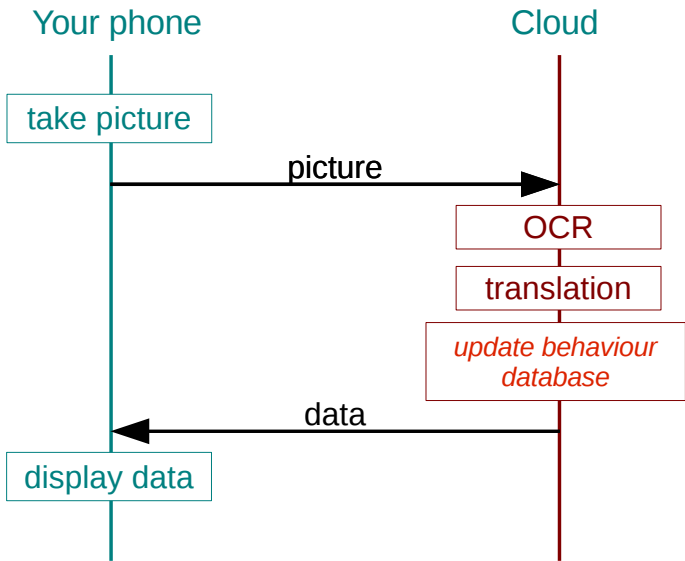 Your phone
Cloud
take picture
picture
OCR
translation
update behaviour
database
data
display data